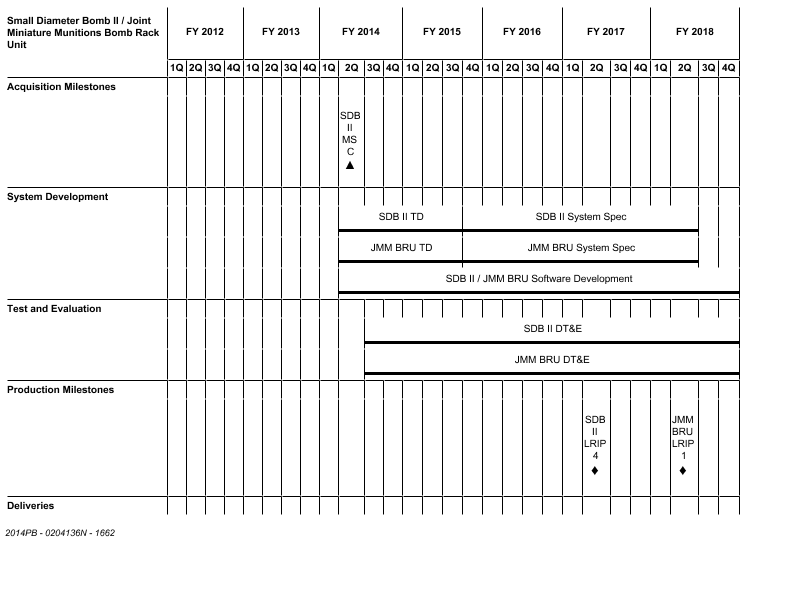 Small Diameter Bomb II / Joint
Miniature Munitions Bomb Rack
Unit
FY 2012 FY 2013 FY 2014 FY 2015 FY 2016 FY 2017 FY 2018
1Q 2Q 3Q 4Q 1Q 2Q 3Q 4Q 1Q 2Q 3Q 4Q 1Q 2Q 3Q 4Q 1Q 2Q 3Q 4Q 1Q 2Q 3Q 4Q 1Q 2Q 3Q 4Q
Acquisition Milestones
SDB
II
MS
C
System Development
SDB II TD SDB II System Spec
JMM BRU TD JMM BRU System Spec
SDB II / JMM BRU Software Development
Test and Evaluation
SDB II DT&E
JMM BRU DT&E
Production Milestones
SDB
II
LRIP
4
JMM
BRU
LRIP
1
Deliveries
2014PB - 0204136N - 1662